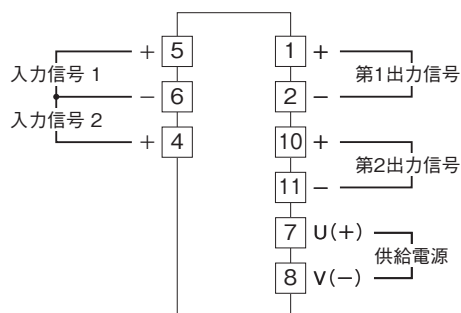 入力信号 1
入力信号 2
+ 5
− 6
+ 4
1 +
2 −
第1出力信号
10 +
11 −
第2出力信号
7 U(+)
8 V(−)
供給電源